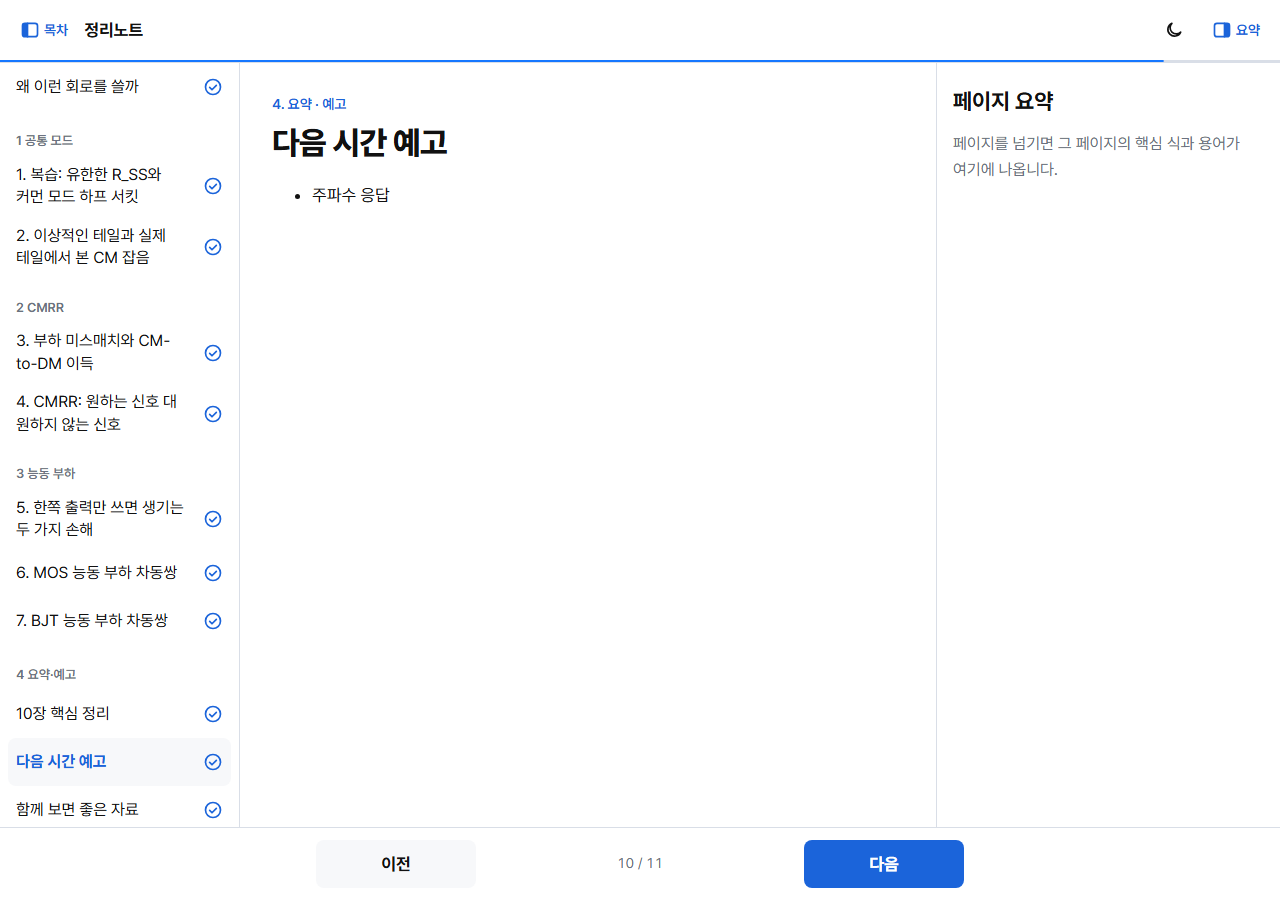 목차
정리노트
요약
왜 이런 회로를 쓸까
1 공통 모드
1. 복습: 유한한 R_SS와
커먼 모드 하프 서킷
2. 이상적인 테일과 실제
테일에서 본 CM 잡음
2 CMRR
3. 부하 미스매치와 CM-
to-DM 이득
4. CMRR: 원하는 신호 대
원하지 않는 신호
3 능동 부하
5. 한쪽 출력만 쓰면 생기는
두 가지 손해
6. MOS 능동 부하 차동쌍
7. BJT 능동 부하 차동쌍
4 요약·예고
10장 핵심 정리
다음 시간 예고
함께 보면 좋은 자료
4. 요약 · 예고
다음 시간 예고
• 주파수 응답
페이지 요약
페이지를 넘기면 그 페이지의 핵심 식과 용어가
여기에 나옵니다.
이전
10 / 11
다음